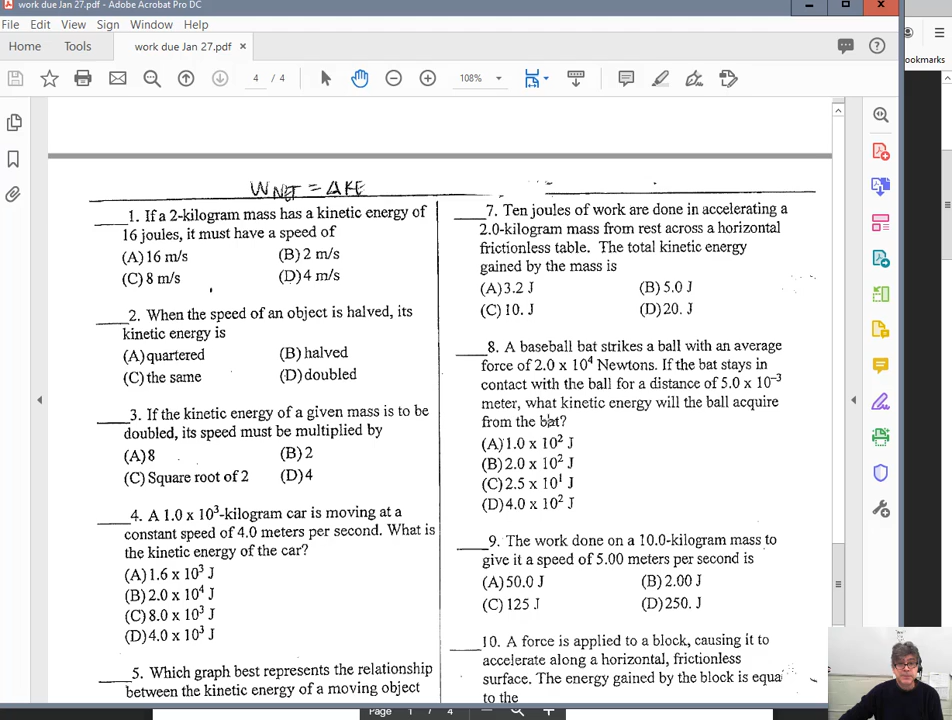 work due Jan 27.pdf - Adobe Acrobat Pro DC
File Edit View Sign Window Help
Home Tools work due Jan 27.pdf ×
4 / 4 108%
ookmarks
WNET = ΔKE
____1. If a 2-kilogram mass has a kinetic energy of
16 joules, it must have a speed of
(A) 16 m/s (B) 2 m/s
(C) 8 m/s (D) 4 m/s
____2. When the speed of an object is halved, its
kinetic energy is
(A) quartered (B) halved
(C) the same (D) doubled
____3. If the kinetic energy of a given mass is to be
doubled, its speed must be multiplied by
(A) 8 (B) 2
(C) Square root of 2 (D) 4
____4. A 1.0 x 10³-kilogram car is moving at a
constant speed of 4.0 meters per second. What is
the kinetic energy of the car?
(A) 1.6 x 10³ J
(B) 2.0 x 10⁴ J
(C) 8.0 x 10³ J
(D) 4.0 x 10³ J
____5. Which graph best represents the relationship
between the kinetic energy of a moving object
____7. Ten joules of work are done in accelerating a
2.0-kilogram mass from rest across a horizontal
frictionless table. The total kinetic energy
gained by the mass is
(A) 3.2 J (B) 5.0 J
(C) 10. J (D) 20. J
____8. A baseball bat strikes a ball with an average
force of 2.0 x 10⁴ Newtons. If the bat stays in
contact with the ball for a distance of 5.0 x 10⁻³
meter, what kinetic energy will the ball acquire
from the bat?
(A) 1.0 x 10² J
(B) 2.0 x 10² J
(C) 2.5 x 10¹ J
(D) 4.0 x 10² J
____9. The work done on a 10.0-kilogram mass to
give it a speed of 5.00 meters per second is
(A) 50.0 J (B) 2.00 J
(C) 125 J (D) 250. J
____10. A force is applied to a block, causing it to
accelerate along a horizontal, frictionless
surface. The energy gained by the block is equa
to the
Page 1 / 4